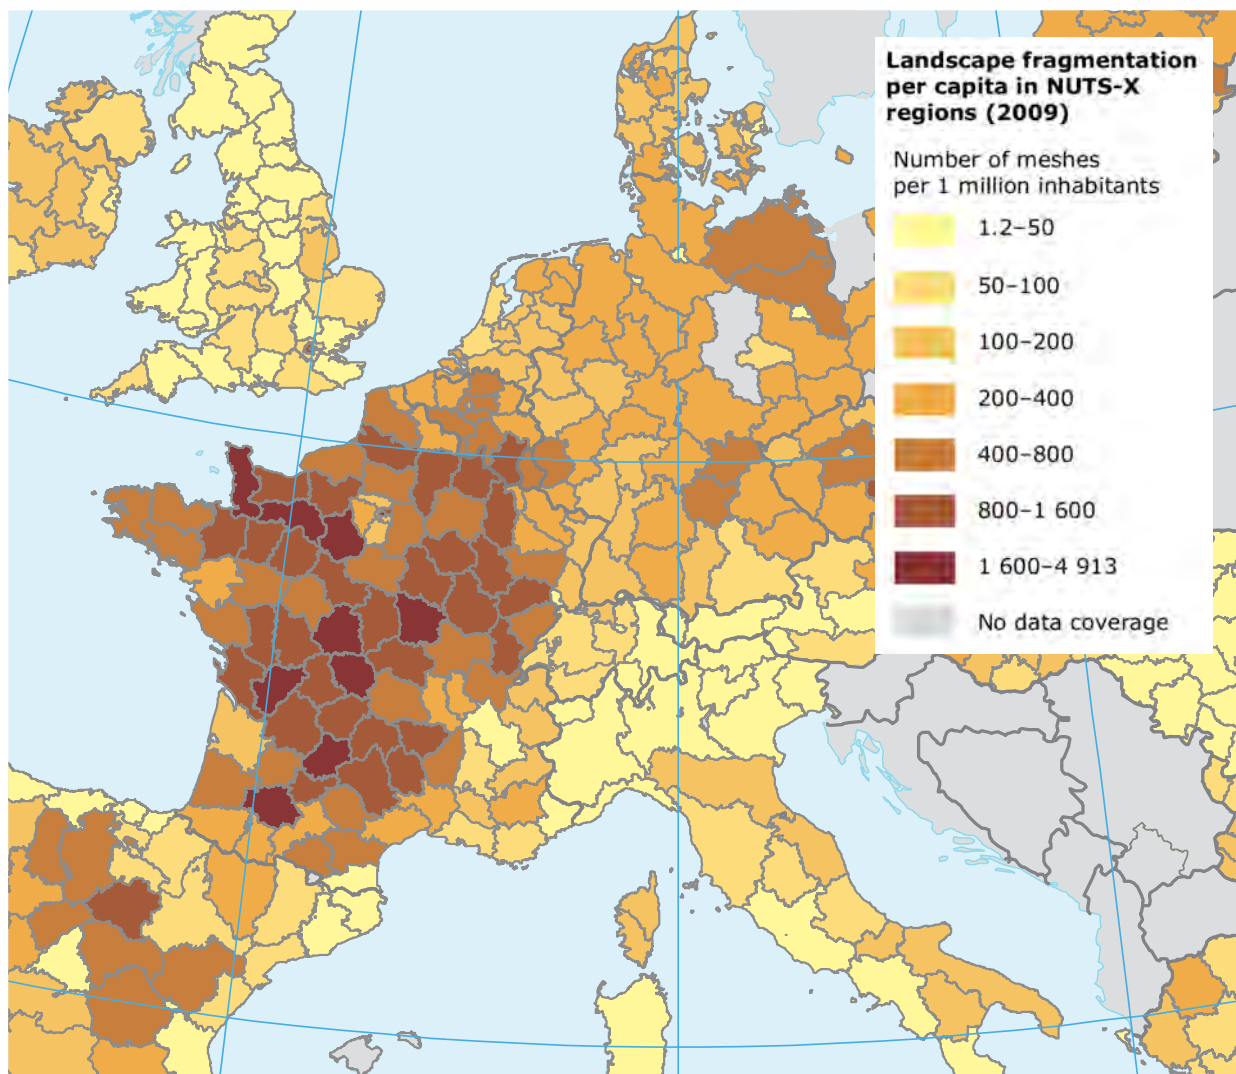 Landscape fragmentation
per capita in NUTS-X
regions (2009)
Number of meshes
per 1 million inhabitants
1.2–50
50–100
100–200
200–400
400–800
800–1 600
1 600–4 913
No data coverage